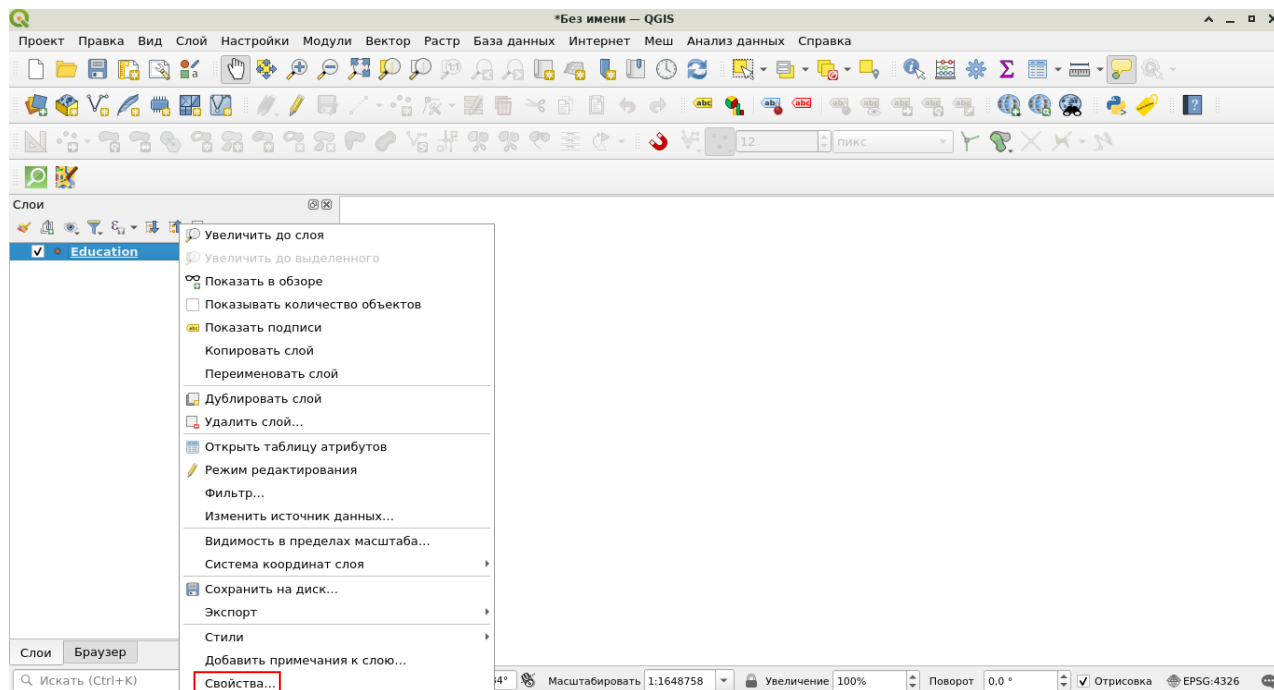 *Без имени — QGIS
Проект Правка Вид Слой Настройки Модули Вектор Растр База данных Интернет Меш Анализ данных Справка
12 пикс
Слои
Education
Увеличить до слоя
Увеличить до выделенного
Показать в обзоре
Показывать количество объектов
Показать подписи
Копировать слой
Переименовать слой
Дублировать слой
Удалить слой...
Открыть таблицу атрибутов
Режим редактирования
Фильтр...
Изменить источник данных...
Видимость в пределах масштаба...
Система координат слоя
Сохранить на диск...
Экспорт
Стили
Добавить примечания к слою...
Свойства...
Слои Браузер
Искать (Ctrl+K) 4° Масштабировать 1:1648758 Увеличение 100% Поворот 0,0 ° Отрисовка EPSG:4326